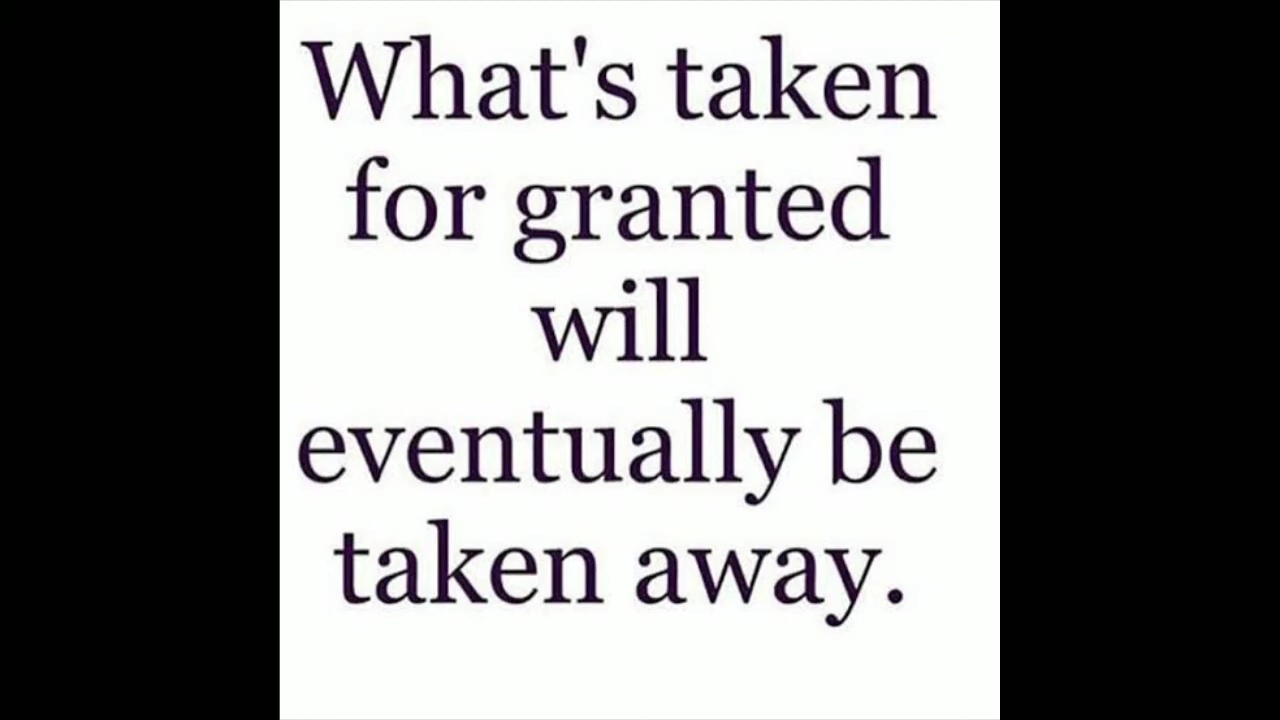 What's taken
for granted
will
eventually be
taken away.